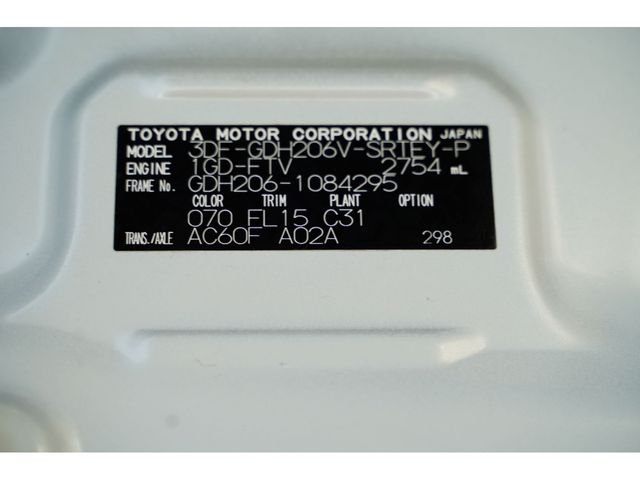 TOYOTA MOTOR CORPORATION JAPAN
MODEL 3DF-GDH206V-SRTEY-P
ENGINE 1GD-FTV 2754 mL
FRAME No. GDH206-1084295
COLOR TRIM PLANT OPTION
070 FL15 C31
TRANS./AXLE AC60F A02A 298